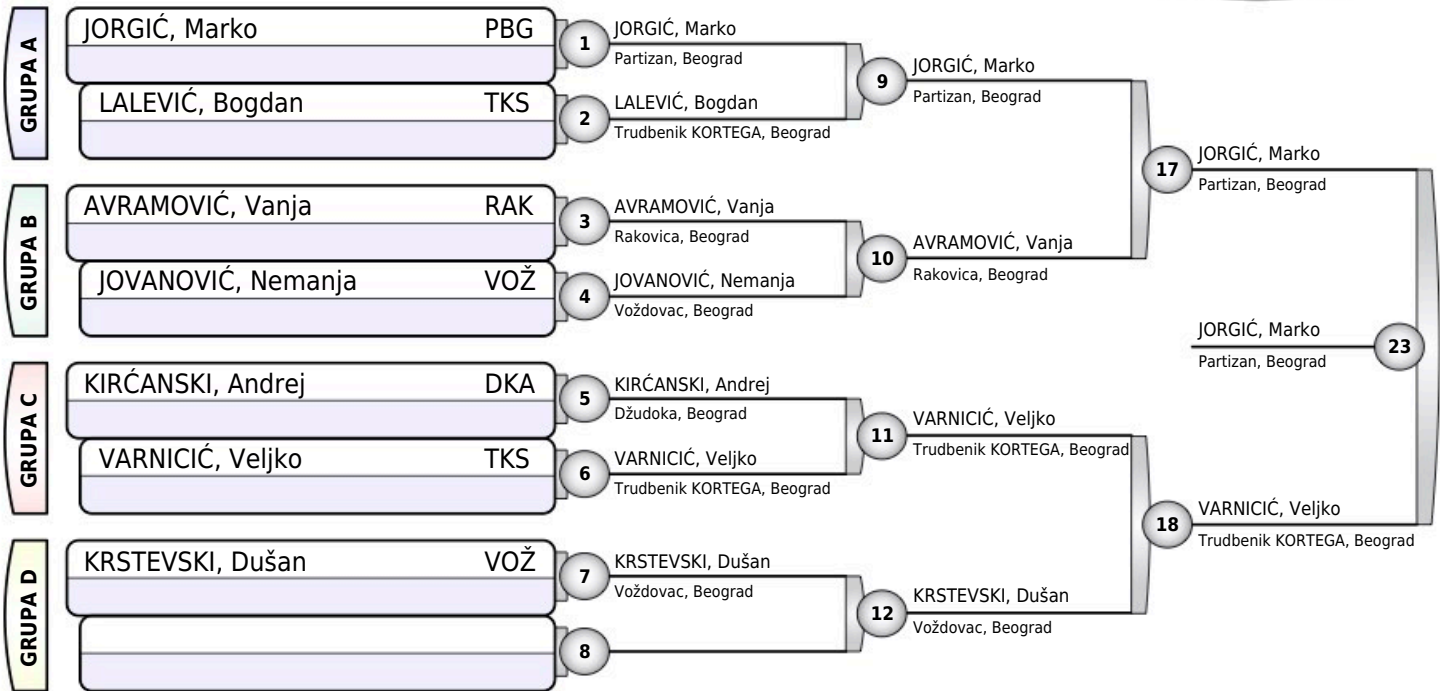 GRUPA A
JORGIĆ, Marko PBG
LALEVIĆ, Bogdan TKS
GRUPA B
AVRAMOVIĆ, Vanja RAK
JOVANOVIĆ, Nemanja VOŽ
GRUPA C
KIRĆANSKI, Andrej DKA
VARNICIĆ, Veljko TKS
GRUPA D
KRSTEVSKI, Dušan VOŽ
1
JORGIĆ, Marko
Partizan, Beograd
2
LALEVIĆ, Bogdan
Trudbenik KORTEGA, Beograd
3
AVRAMOVIĆ, Vanja
Rakovica, Beograd
4
JOVANOVIĆ, Nemanja
Voždovac, Beograd
5
KIRĆANSKI, Andrej
Džudoka, Beograd
6
VARNICIĆ, Veljko
Trudbenik KORTEGA, Beograd
7
KRSTEVSKI, Dušan
Voždovac, Beograd
8
9
JORGIĆ, Marko
Partizan, Beograd
10
AVRAMOVIĆ, Vanja
Rakovica, Beograd
11
VARNICIĆ, Veljko
Trudbenik KORTEGA, Beograd
12
KRSTEVSKI, Dušan
Voždovac, Beograd
17
JORGIĆ, Marko
Partizan, Beograd
18
VARNICIĆ, Veljko
Trudbenik KORTEGA, Beograd
JORGIĆ, Marko
Partizan, Beograd
23